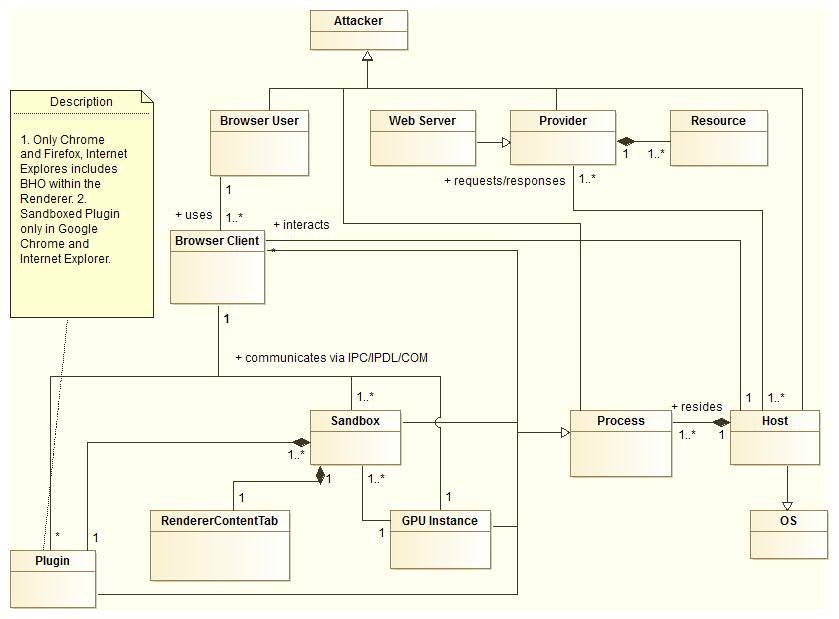 Attacker
Description
1. Only Chrome
and Firefox, Internet
Explores includes
BHO within the
Renderer. 2.
Sandboxed Plugin
only in Google
Chrome and
Internet Explorer.
Browser User
Web Server
Provider
Resource
1
1..*
+ requests/responses
1..*
1
+ uses
1..*
+ interacts
Browser Client
*
1
+ communicates via IPC/IPDL/COM
1..*
+ resides
1
1..*
Sandbox
Process
Host
1..*
1
1..*
1
1..*
1
1
1
RendererContentTab
GPU Instance
OS
*
1
Plugin